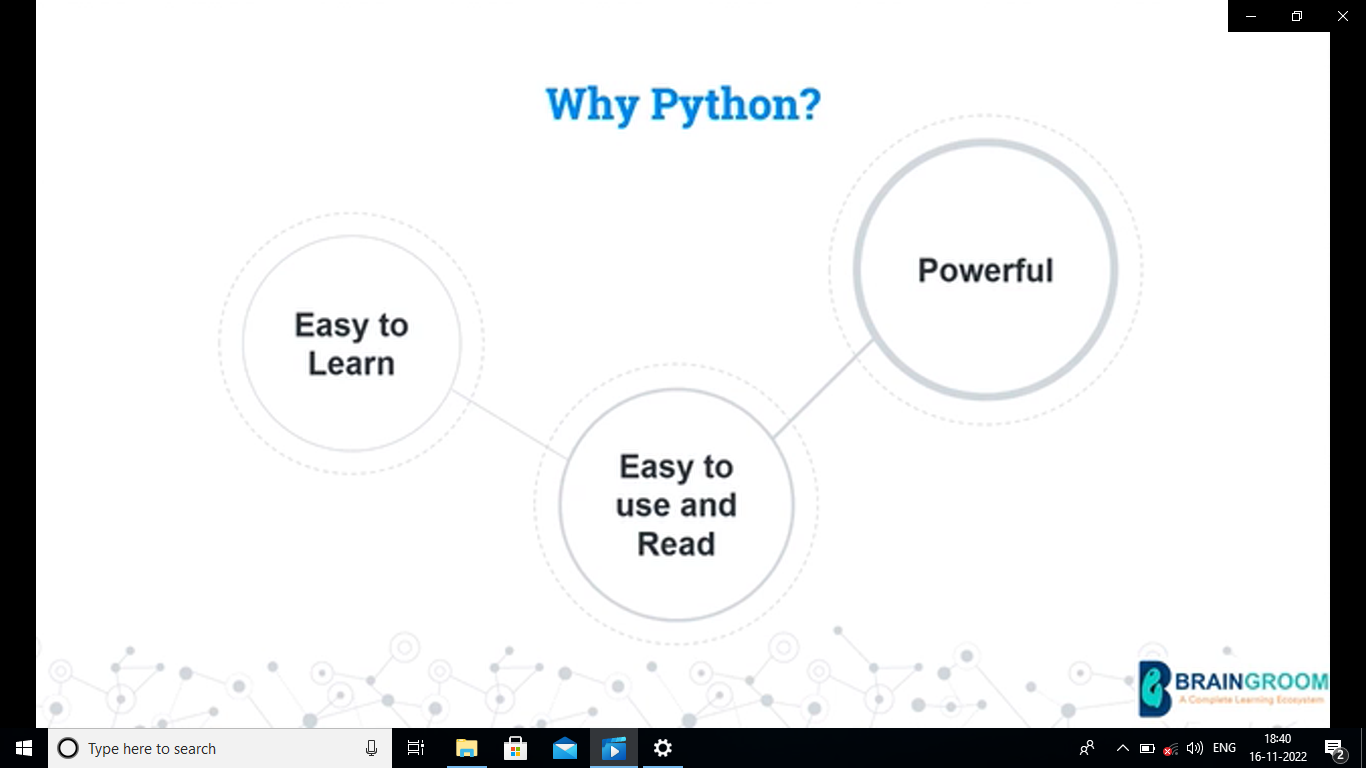 Why Python?
Easy to
Learn
Easy to
use and
Read
Powerful
BRAINGROOM
A Complete Learning Ecosystem
Type here to search
ENG
18:40
16-11-2022
2